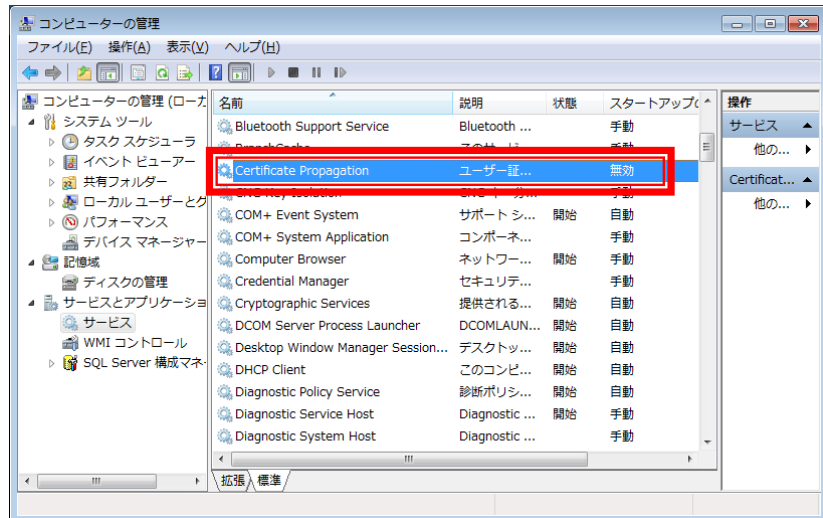 コンピューターの管理
ファイル(F) 操作(A) 表示(V) ヘルプ(H)
コンピューターの管理 (ローカ
システム ツール
タスク スケジューラ
イベント ビューアー
共有フォルダー
ローカル ユーザーとグ
パフォーマンス
デバイス マネージャー
記憶域
ディスクの管理
サービスとアプリケーショ
サービス
WMI コントロール
SQL Server 構成マネ
名前 説明 状態 スタートアップの
Bluetooth Support Service Bluetooth ... 手動
BranchCache このサービ 手動
Certificate Propagation ユーザー証... 無効
CNG Key Isolation CNG キー分... 手動
COM+ Event System サポート シ... 開始 自動
COM+ System Application コンポーネ... 手動
Computer Browser ネットワー... 開始 手動
Credential Manager セキュリテ... 手動
Cryptographic Services 提供される... 開始 自動
DCOM Server Process Launcher DCOMLAUN... 開始 自動
Desktop Window Manager Session... デスクトッ... 開始 自動
DHCP Client このコンピ... 開始 自動
Diagnostic Policy Service 診断ポリシ... 開始 自動
Diagnostic Service Host Diagnostic ... 開始 手動
Diagnostic System Host Diagnostic ... 手動
拡張 標準
操作
サービス
他の...
Certificat...
他の...